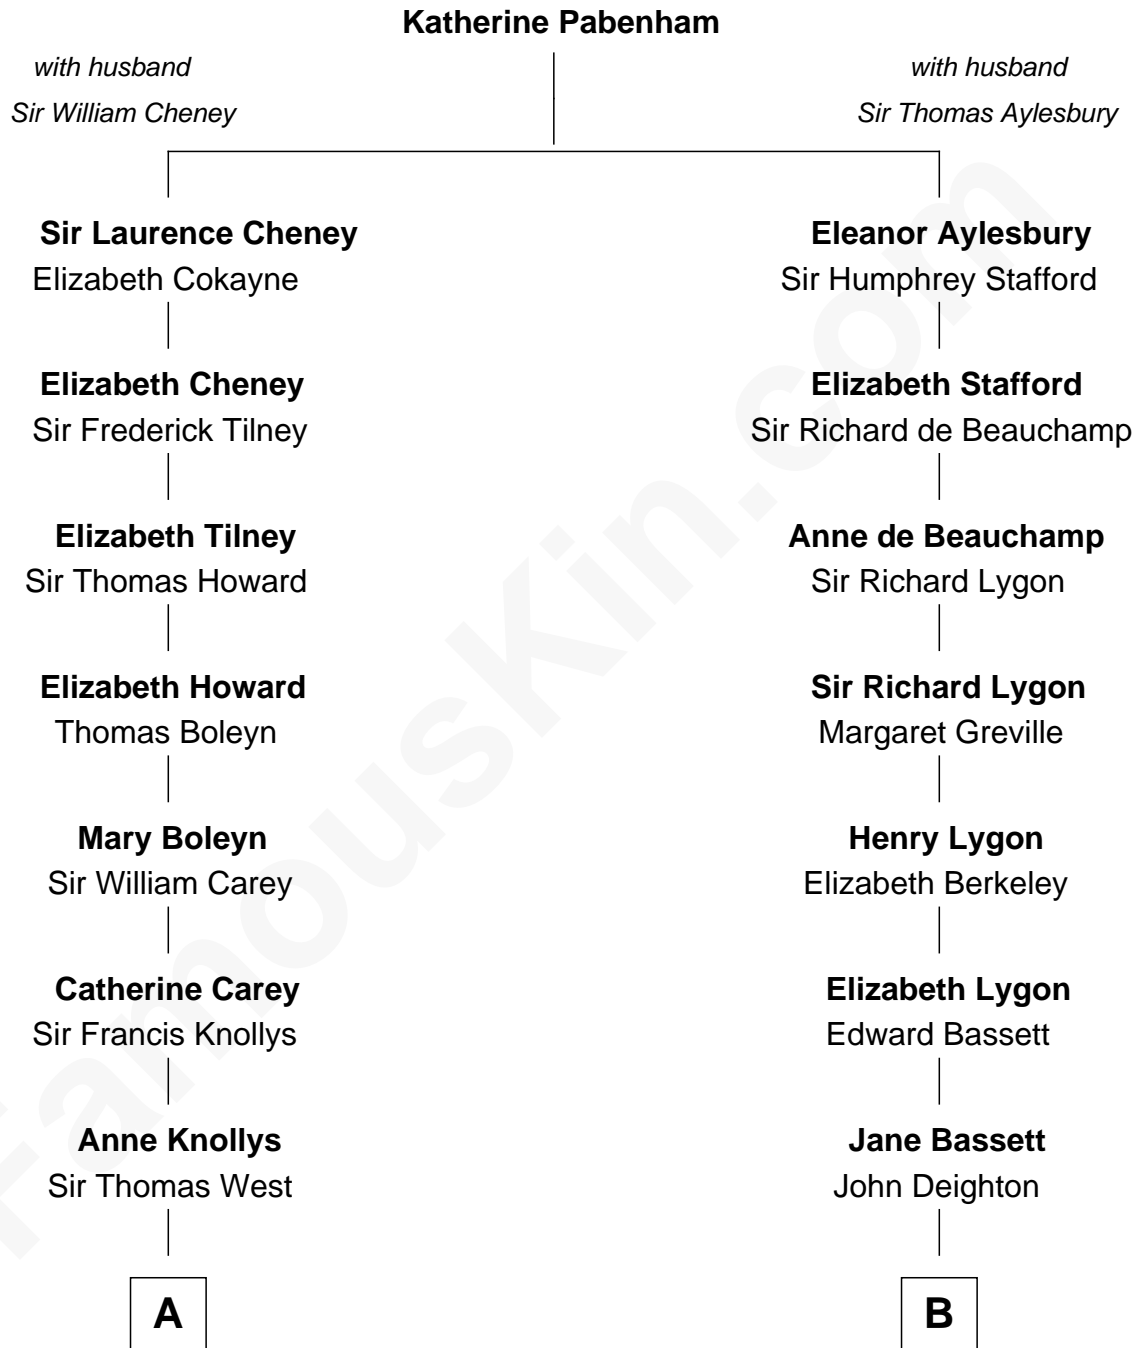 Katherine Pabenham
with husband
Sir William Cheney
with husband
Sir Thomas Aylesbury
Sir Laurence Cheney
Elizabeth Cokayne
Eleanor Aylesbury
Sir Humphrey Stafford
Elizabeth Cheney
Sir Frederick Tilney
Elizabeth Stafford
Sir Richard de Beauchamp
Elizabeth Tilney
Sir Thomas Howard
Anne de Beauchamp
Sir Richard Lygon
Elizabeth Howard
Thomas Boleyn
Sir Richard Lygon
Margaret Greville
Mary Boleyn
Sir William Carey
Henry Lygon
Elizabeth Berkeley
Catherine Carey
Sir Francis Knollys
Elizabeth Lygon
Edward Bassett
Anne Knollys
Sir Thomas West
Jane Bassett
John Deighton
A
B
FamousKin.com